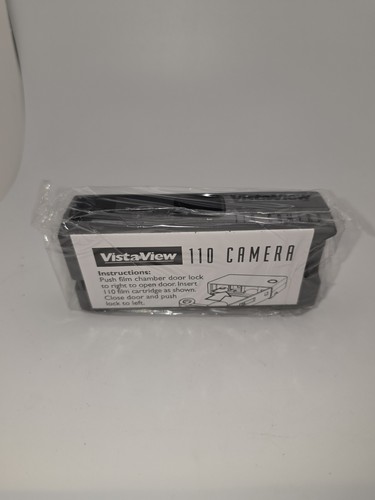 VistaView
VistaView 110 CAMERA
Instructions:
Push film chamber door lock
to right to open door. Insert
110 film cartridge as shown.
Close door and push
lock to left.